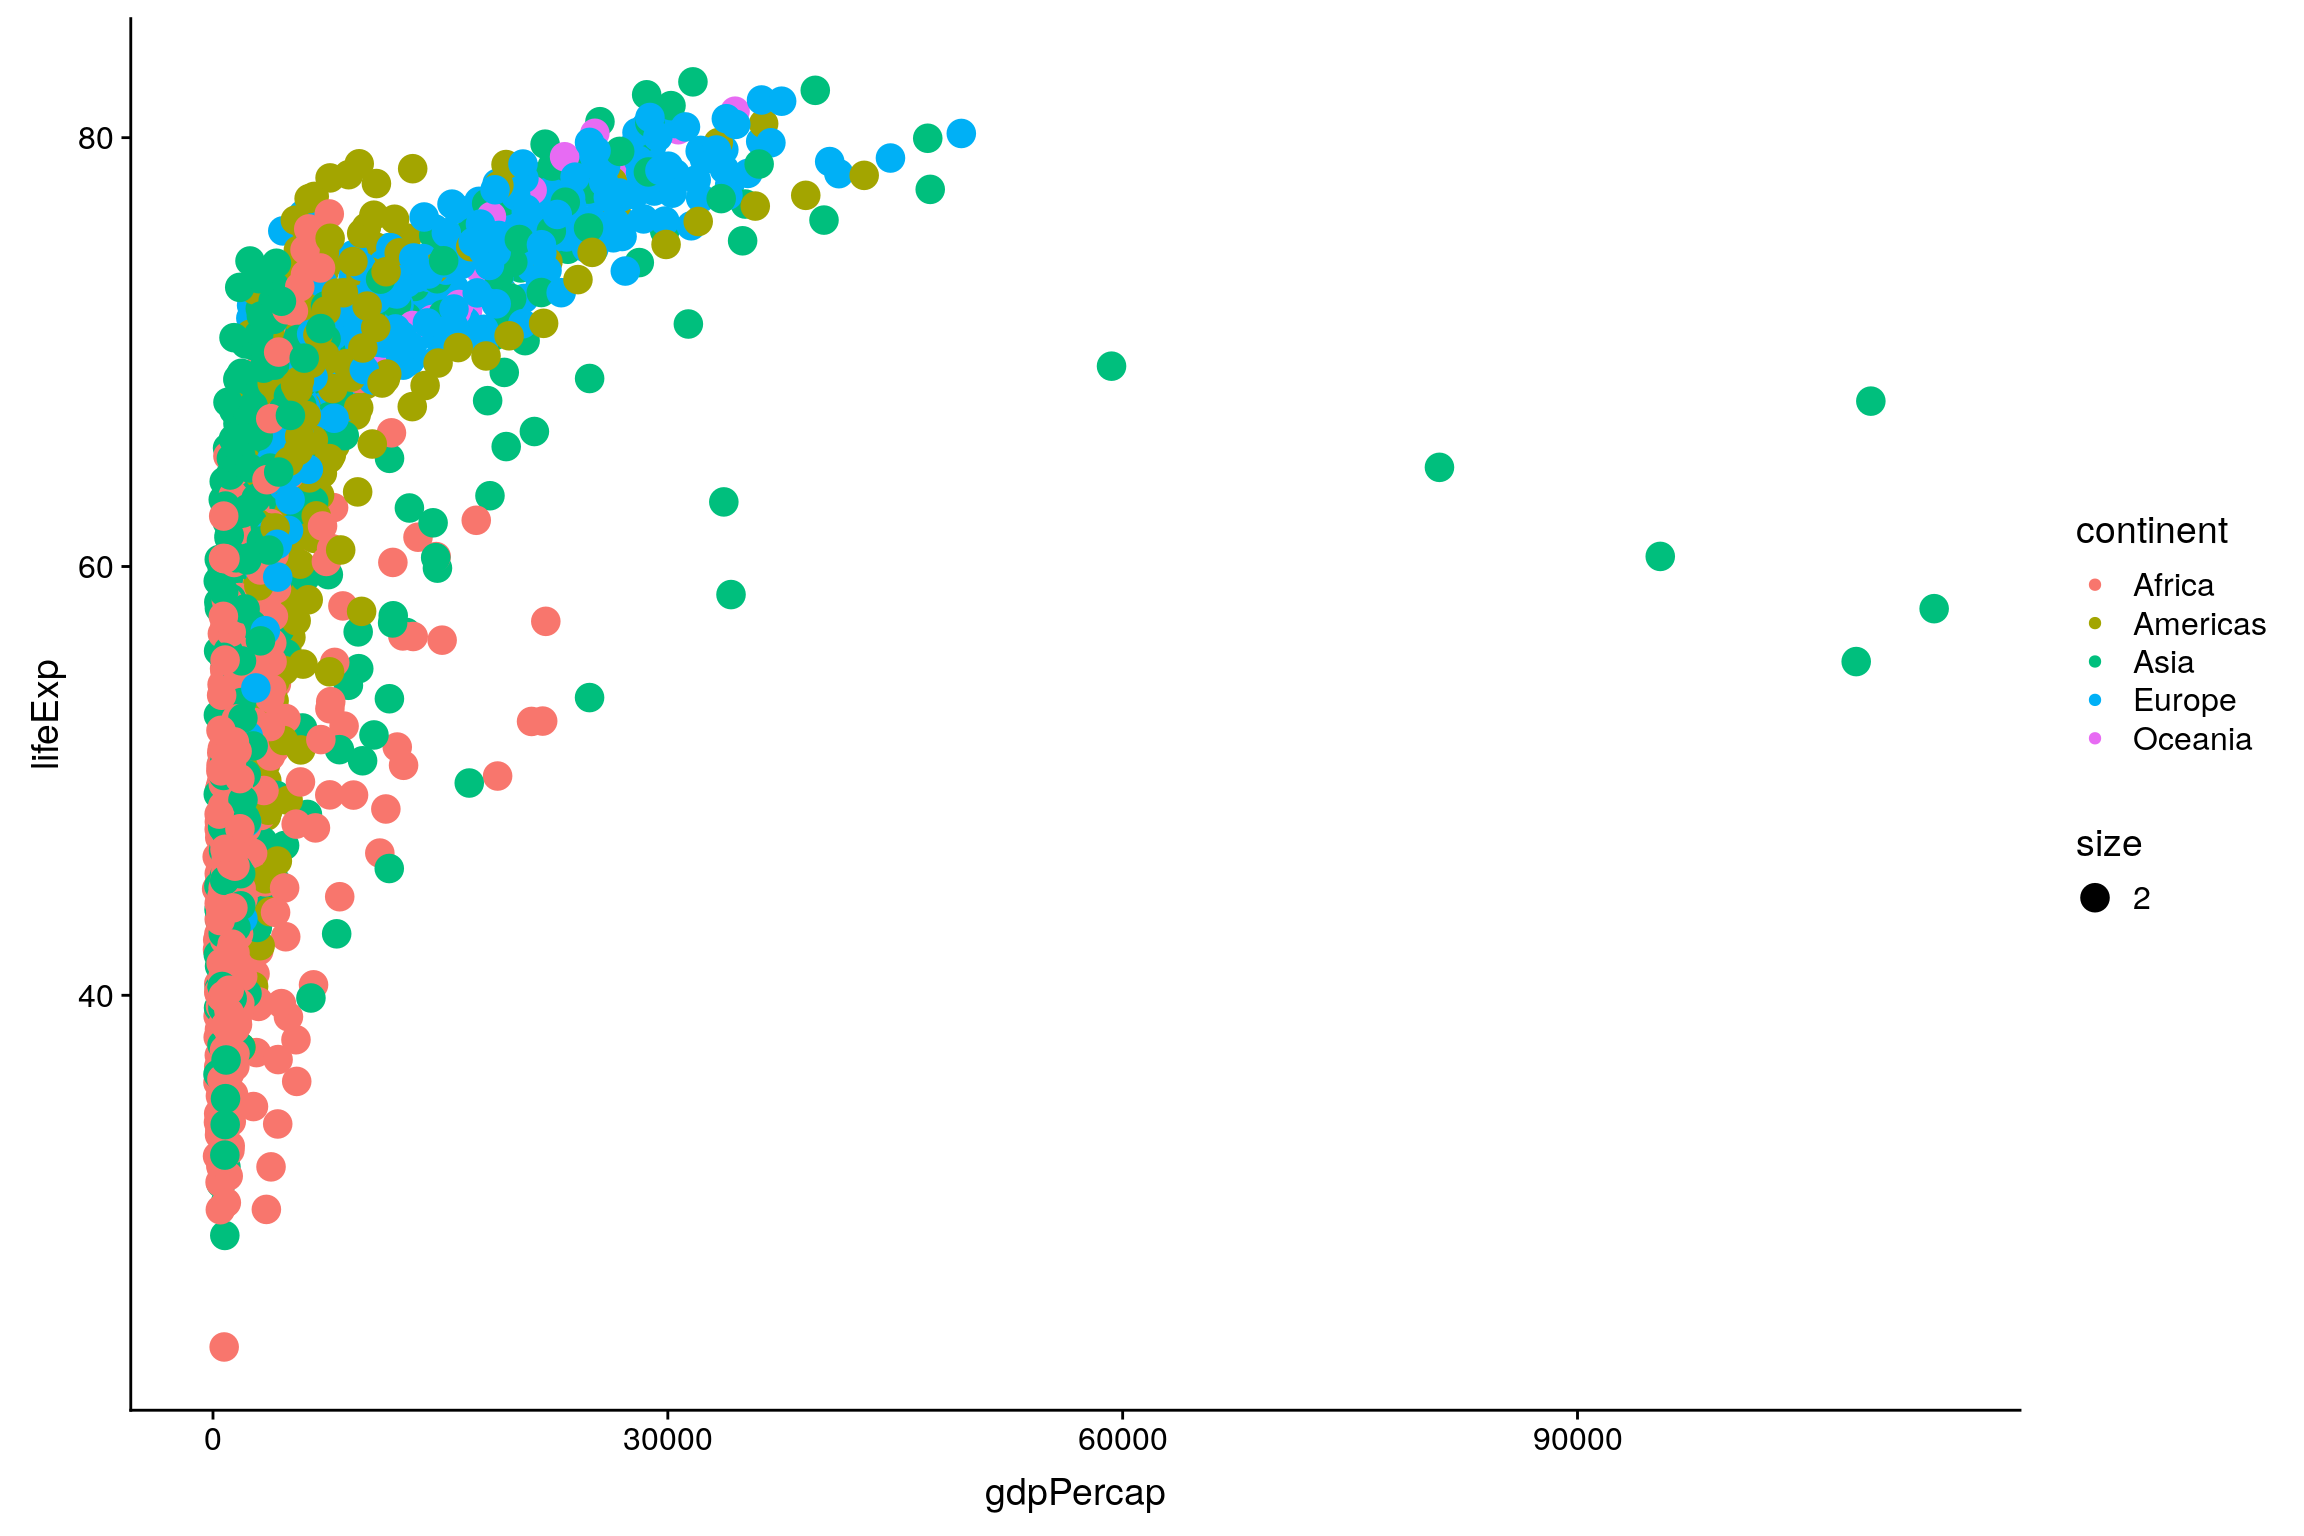 80
60
40
lifeExp
0
30000
60000
90000
gdpPercap
continent
Africa
Americas
Asia
Europe
Oceania
size
2